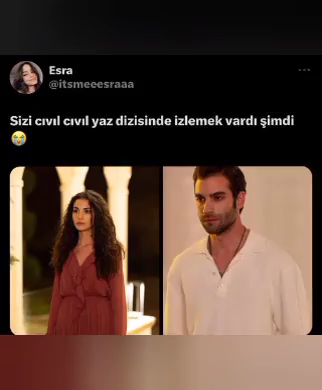 Esra
@itsmeeesraaa
Sizi cıvıl cıvıl yaz dizisinde izlemek vardı şimdi
😭